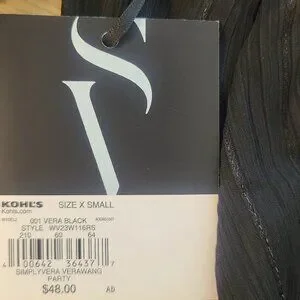 SV
KOHL'S SIZE X SMALL
Kohls.com
001 VERA BLACK
STYLE WV23W116RS
210 60 64
4 00642 36437 7
SIMPLYVERA VERAWANG
PARTY
$48.00 AB